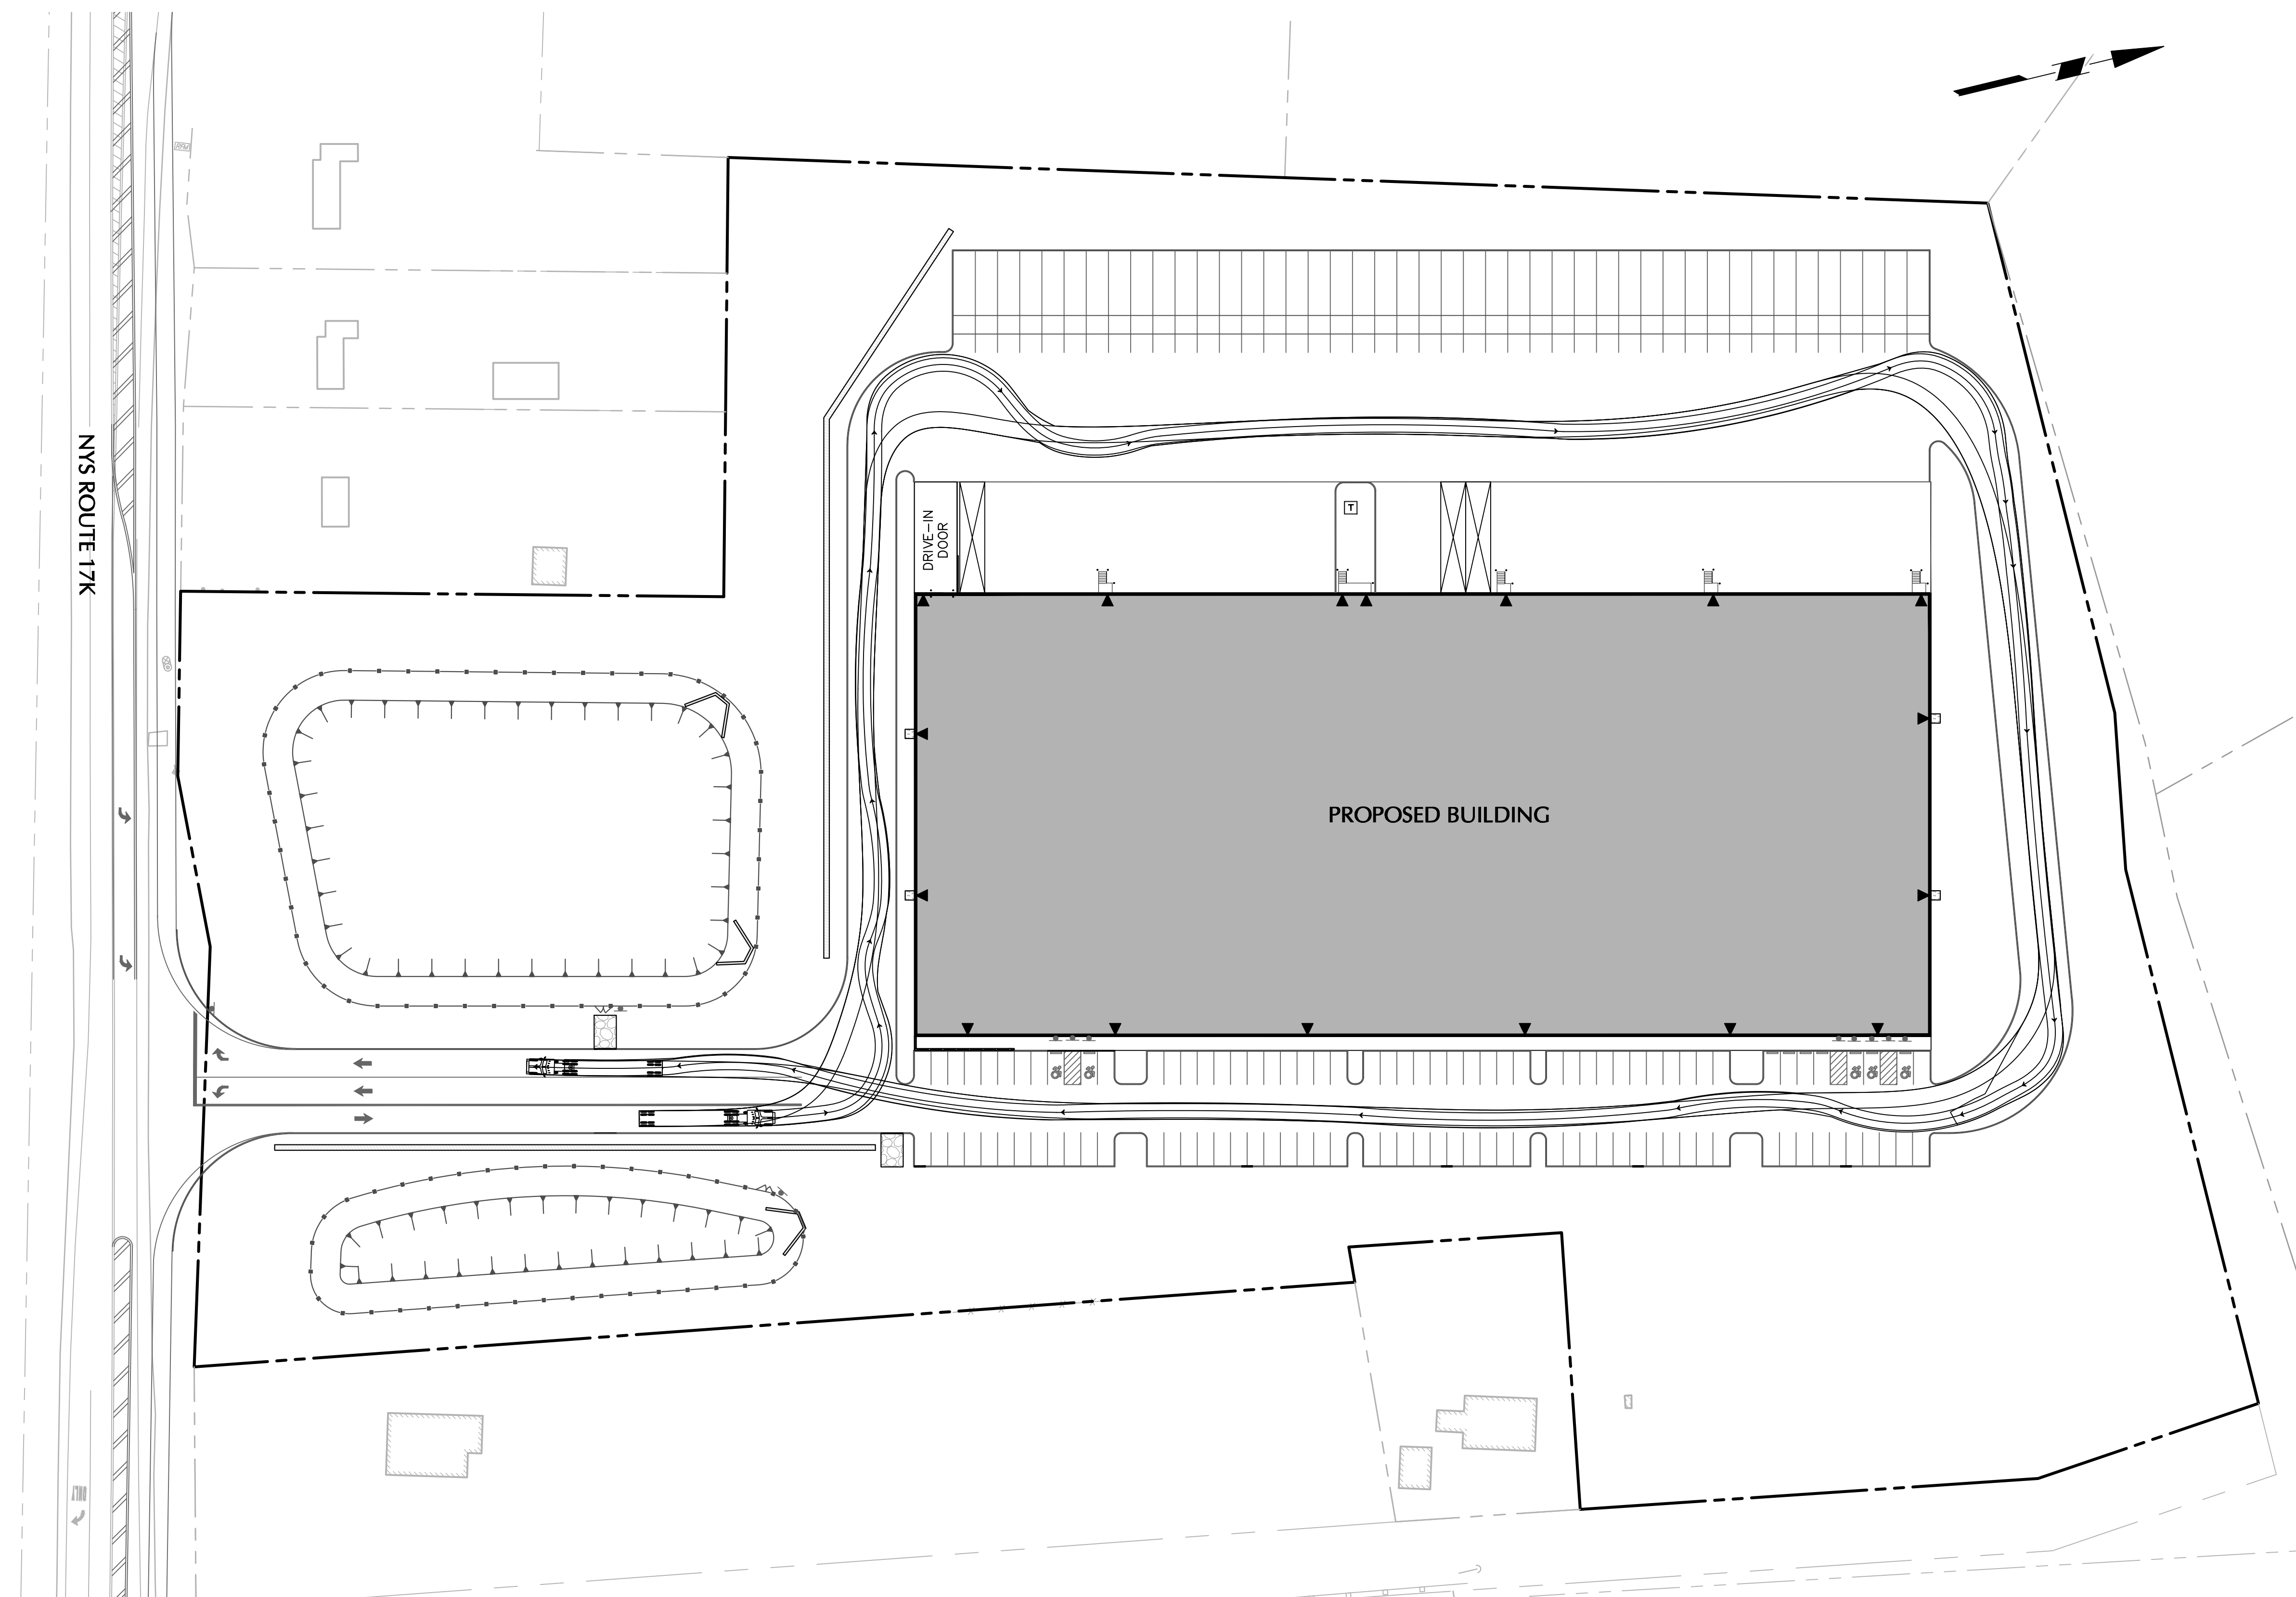 NYS ROUTE 17K
DRIVE-IN
DOOR
T
PROPOSED BUILDING